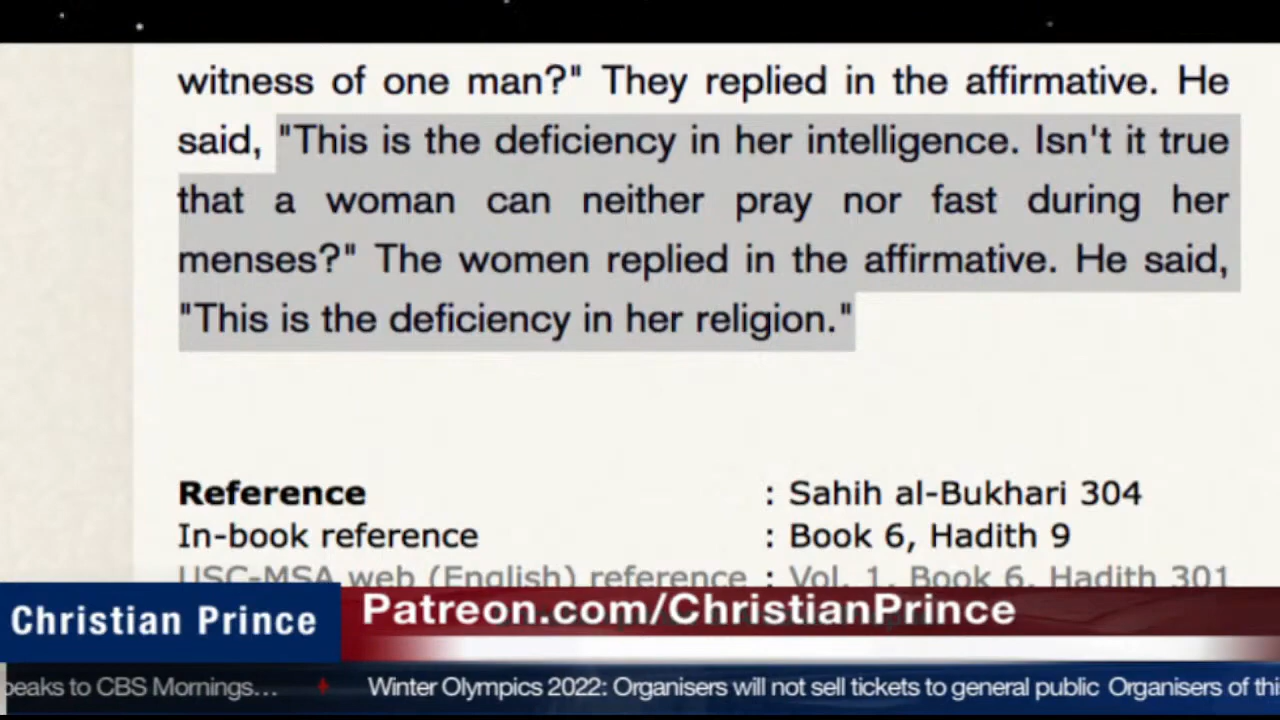 witness of one man?" They replied in the affirmative. He
said, "This is the deficiency in her intelligence. Isn't it true
that a woman can neither pray nor fast during her
menses?" The women replied in the affirmative. He said,
"This is the deficiency in her religion."
Reference : Sahih al-Bukhari 304
In-book reference : Book 6, Hadith 9
USC-MSA web (English) reference : Vol. 1, Book 6, Hadith 301
Christian Prince
Patreon.com/ChristianPrince
peaks to CBS Mornings... Winter Olympics 2022: Organisers will not sell tickets to general public Organisers of thi